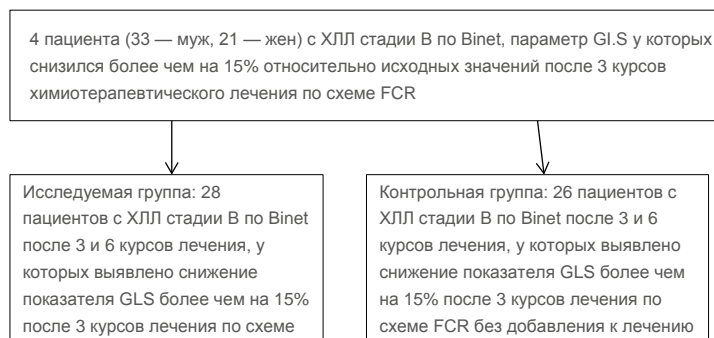 4 пациента (33 — муж, 21 — жен) с ХЛЛ стадии В по Binet, параметр GI.S у которых
снизился более чем на 15% относительно исходных значений после 3 курсов
химиотерапевтического лечения по схеме FCR
Исследуемая группа: 28
пациентов с ХЛЛ стадии В по Binet
после 3 и 6 курсов лечения, у
которых выявлено снижение
показателя GLS более чем на 15%
после 3 курсов лечения по схеме
Контрольная группа: 26 пациентов с
ХЛЛ стадии В по Binet после 3 и 6
курсов лечения, у которых выявлено
снижение показателя GLS более чем
на 15% после 3 курсов лечения по
схеме FCR без добавления к лечению